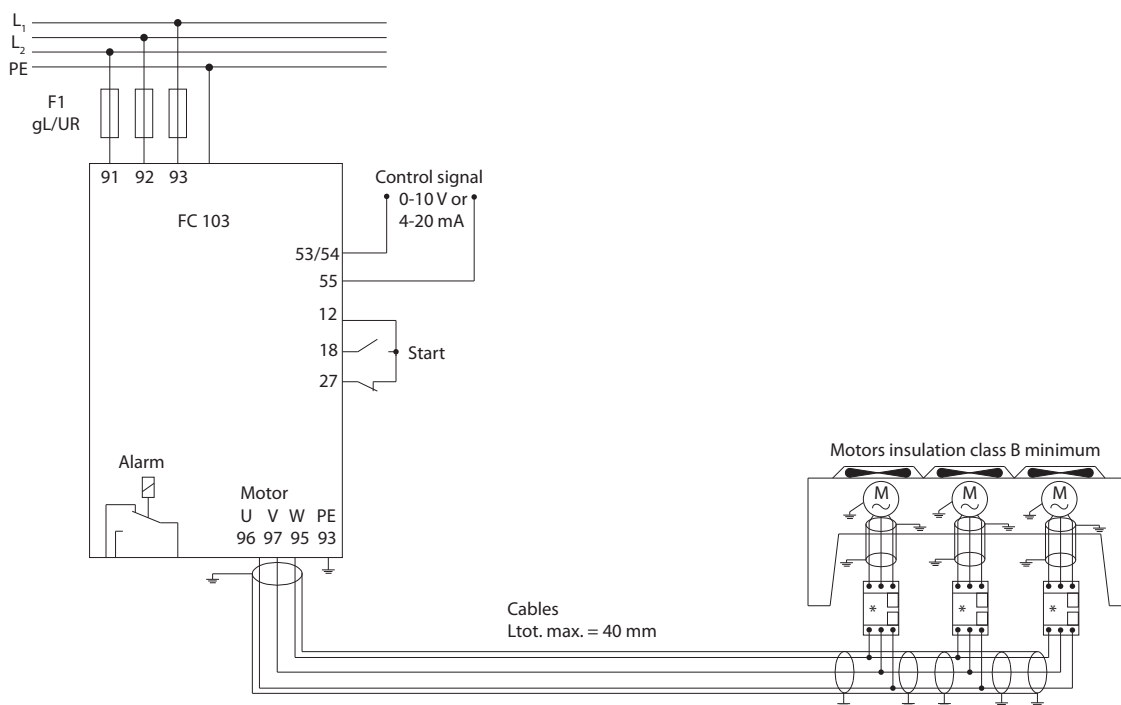 L1
L2
PE
F1
gL/UR
91 92 93
FC 103
Control signal
0-10 V or
4-20 mA
53/54
55
12
18
Start
27
Alarm
Motor
U V W PE
96 97 95 93
Motors insulation class B minimum
M M M
* * *
Cables
Ltot. max. = 40 mm